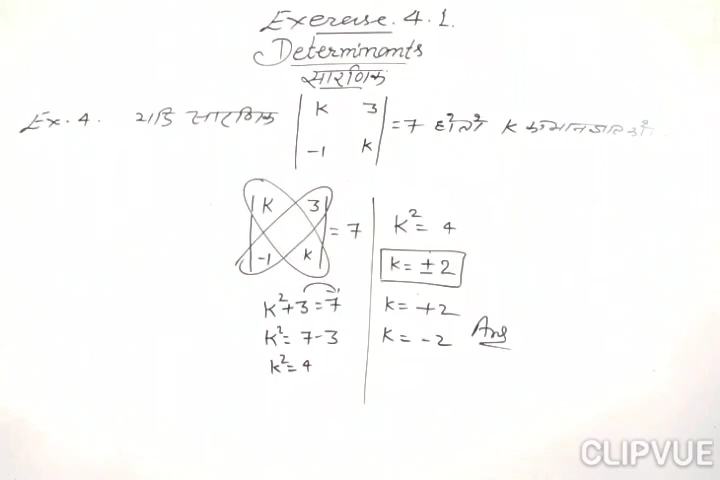 Exercise. 4.1.
Determinants
सारणिक
Ex. 4. यदि सारणिक | K 3 | = 7 हो तो K का मान ज्ञात करो.
| -1 K |
| K 3 | = 7
| -1 k |
K²+3=7
K²= 7-3
k²=4
K²= 4
k= ±2
k= +2
k= -2 Ans
CLIPVUE